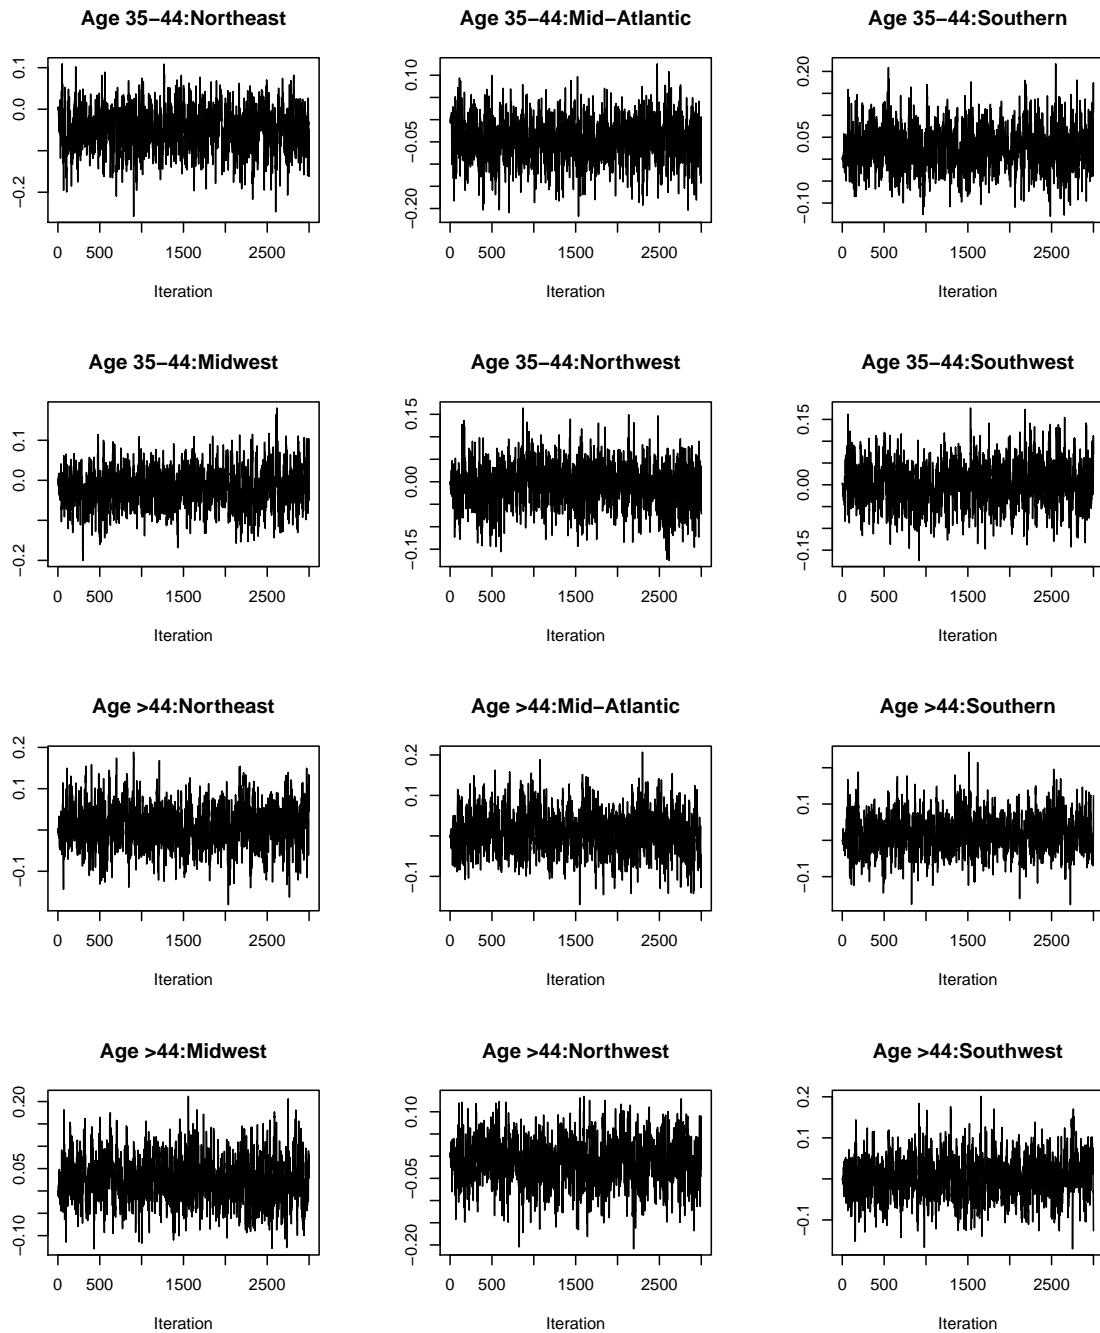 Age 35−44:Northeast
Age 35−44:Mid−Atlantic
Age 35−44:Southern
0.1
0.0
−0.2
0 500 1500 2500
Iteration
0.10
−0.05
−0.20
0 500 1500 2500
Iteration
0.20
0.05
−0.10
0 500 1500 2500
Iteration
Age 35−44:Midwest
Age 35−44:Northwest
Age 35−44:Southwest
0.1
0.0
−0.2
0 500 1500 2500
Iteration
0.15
0.00
−0.15
0 500 1500 2500
Iteration
0.15
0.00
−0.15
0 500 1500 2500
Iteration
Age >44:Northeast
Age >44:Mid−Atlantic
Age >44:Southern
0.2
0.1
−0.1
0 500 1500 2500
Iteration
0.2
0.1
−0.1
0 500 1500 2500
Iteration
0.1
−0.1
0 500 1500 2500
Iteration
Age >44:Midwest
Age >44:Northwest
Age >44:Southwest
0.20
0.05
−0.10
0 500 1500 2500
Iteration
0.10
−0.05
−0.20
0 500 1500 2500
Iteration
0.2
0.1
−0.1
0 500 1500 2500
Iteration